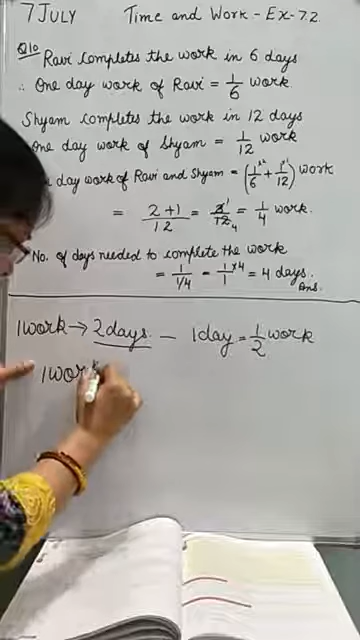 7 JULY Time and Work - Ex-7.2
Q10 Ravi completes the work in 6 days
∴ One day work of Ravi = 1/6 work
Shyam completes the work in 12 days
One day work of Shyam = 1/12 work
day work of Ravi and Shyam = (1×2/6 + 1×1/12) work
= 2+1/12 = 3 1/12 4 = 1/4 work.
No. of days needed to complete the work
= 1/1/4 = 1/1 ×4 = 4 days.
Ans.
1 work → 2 days. — 1 day = 1/2 work
1 work